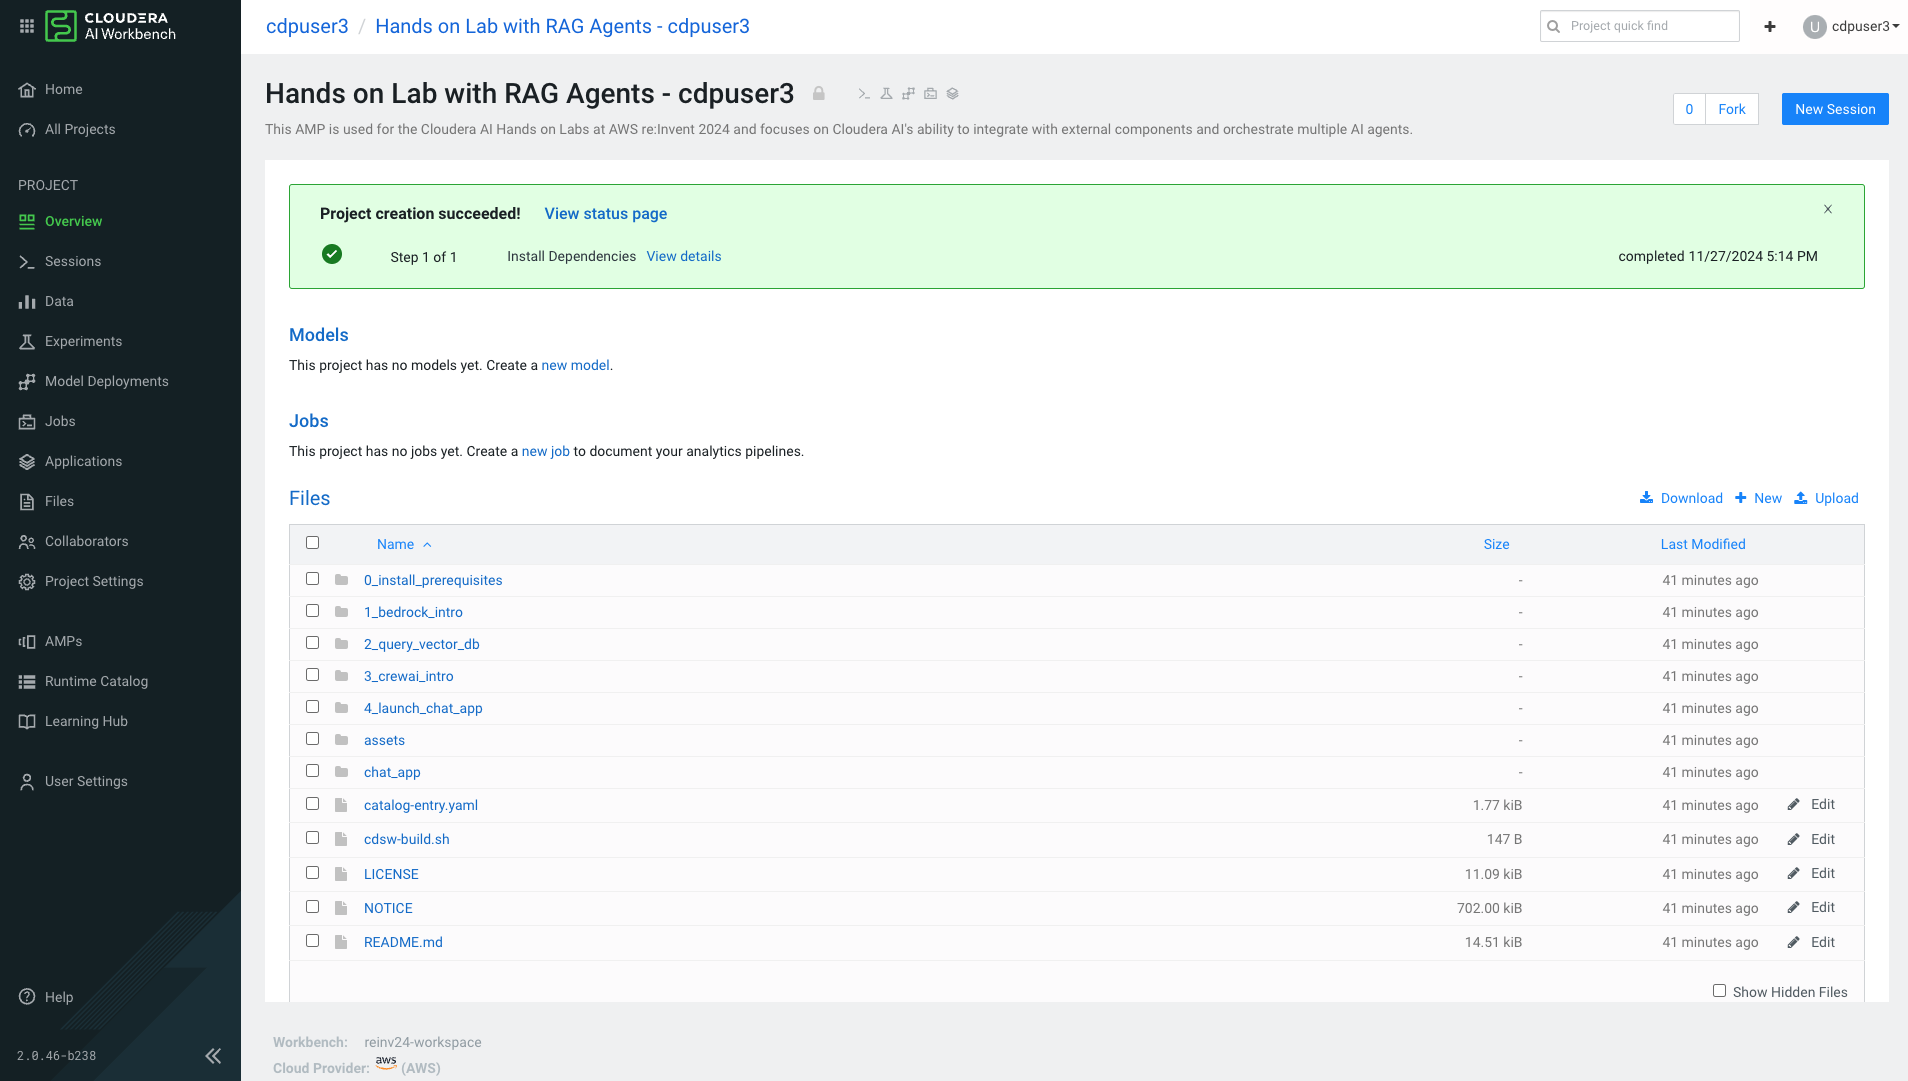 CLOUDERA
AI Workbench
cdpuser3 / Hands on Lab with RAG Agents - cdpuser3
Project quick find
U cdpuser3
Home
All Projects
PROJECT
Overview
Sessions
Data
Experiments
Model Deployments
Jobs
Applications
Files
Collaborators
Project Settings
AMPs
Runtime Catalog
Learning Hub
User Settings
Help
2.0.46-b238
Hands on Lab with RAG Agents - cdpuser3
This AMP is used for the Cloudera AI Hands on Labs at AWS re:Invent 2024 and focuses on Cloudera AI's ability to integrate with external components and orchestrate multiple AI agents.
0 Fork New Session
Project creation succeeded! View status page
Step 1 of 1 Install Dependencies View details completed 11/27/2024 5:14 PM
Models
This project has no models yet. Create a new model.
Jobs
This project has no jobs yet. Create a new job to document your analytics pipelines.
Files
Download New Upload
Name Size Last Modified
0_install_prerequisites - 41 minutes ago
1_bedrock_intro - 41 minutes ago
2_query_vector_db - 41 minutes ago
3_crewai_intro - 41 minutes ago
4_launch_chat_app - 41 minutes ago
assets - 41 minutes ago
chat_app - 41 minutes ago
catalog-entry.yaml 1.77 kiB 41 minutes ago Edit
cdsw-build.sh 147 B 41 minutes ago Edit
LICENSE 11.09 kiB 41 minutes ago Edit
NOTICE 702.00 kiB 41 minutes ago Edit
README.md 14.51 kiB 41 minutes ago Edit
Show Hidden Files
Workbench: reinv24-workspace
Cloud Provider: aws (AWS)